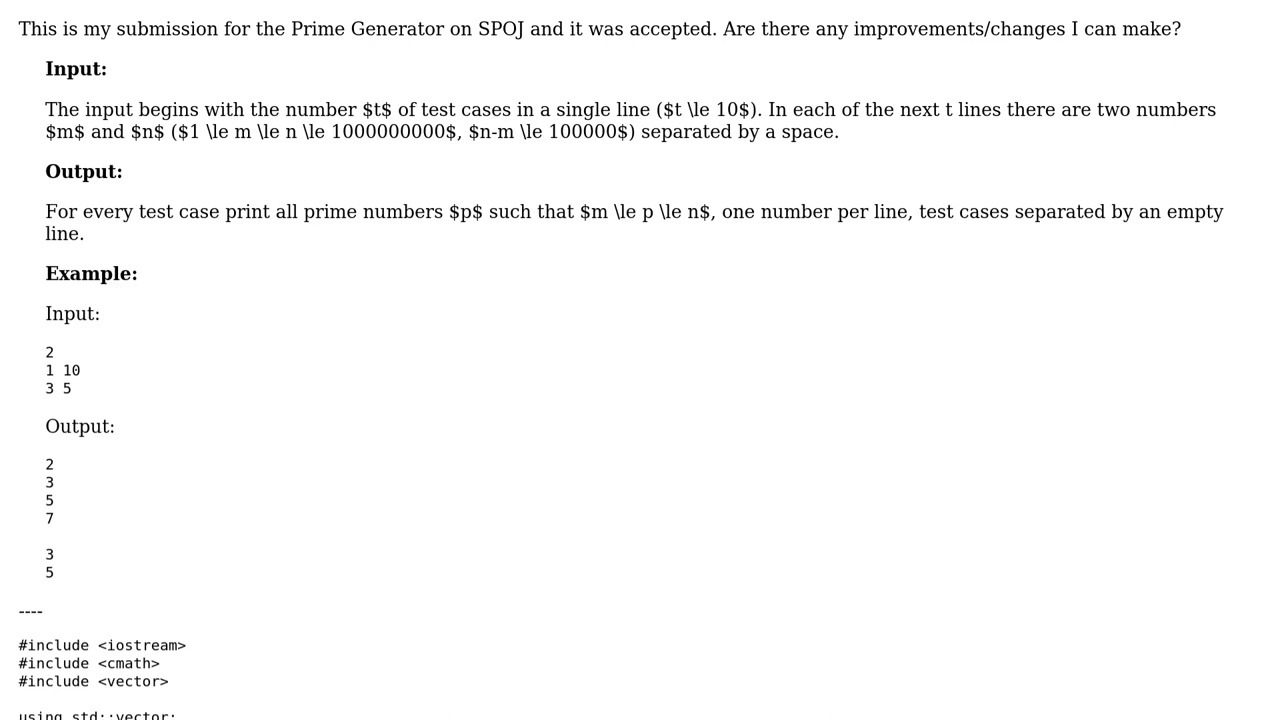 This is my submission for the Prime Generator on SPOJ and it was accepted. Are there any improvements/changes I can make?
Input:
The input begins with the number $t$ of test cases in a single line ($t \le 10$). In each of the next t lines there are two numbers
$m$ and $n$ ($1 \le m \le n \le 1000000000$, $n-m \le 100000$) separated by a space.
Output:
For every test case print all prime numbers $p$ such that $m \le p \le n$, one number per line, test cases separated by an empty
line.
Example:
Input:
2
1 10
3 5
Output:
2
3
5
7
3
5
----
#include <iostream>
#include <cmath>
#include <vector>
using std::vector;